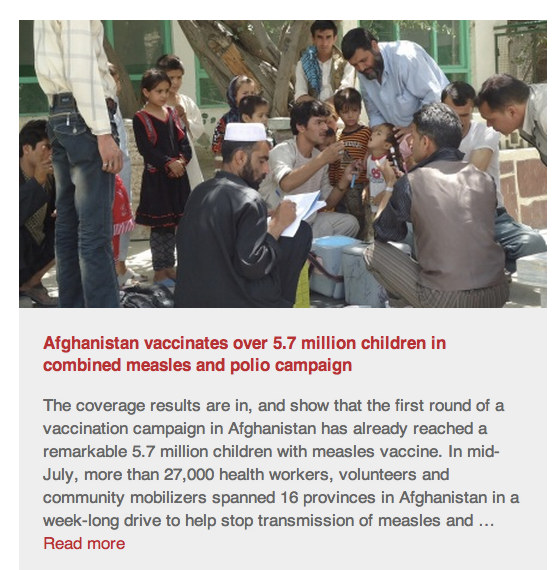 Afghanistan vaccinates over 5.7 million children in
combined measles and polio campaign
The coverage results are in, and show that the first round of a
vaccination campaign in Afghanistan has already reached a
remarkable 5.7 million children with measles vaccine. In mid-
July, more than 27,000 health workers, volunteers and
community mobilizers spanned 16 provinces in Afghanistan in a
week-long drive to help stop transmission of measles and …
Read more